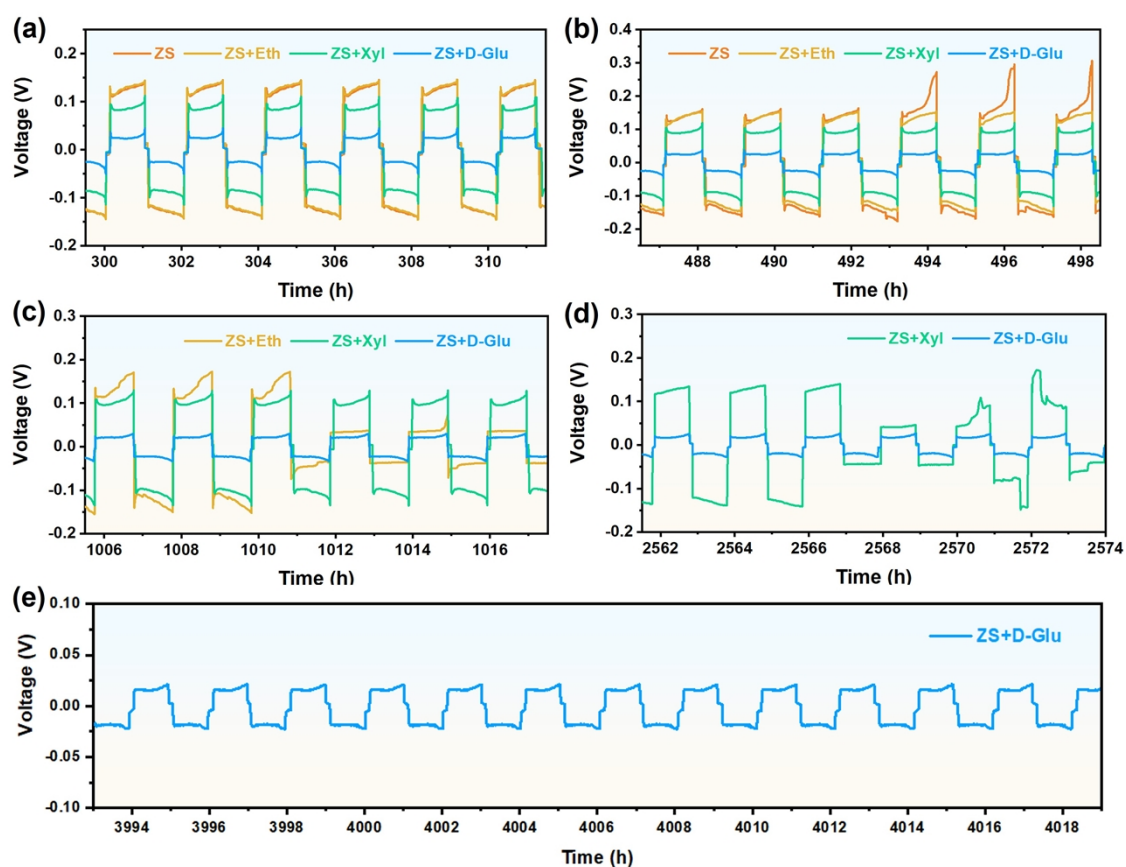 (a)
ZS ZS+Eth ZS+Xyl ZS+D-Glu
Voltage (V)
0.2
0.1
0.0
-0.1
-0.2
300 302 304 306 308 310
Time (h)
(b)
ZS ZS+Eth ZS+Xyl ZS+D-Glu
Voltage (V)
0.4
0.3
0.2
0.1
0.0
-0.1
-0.2
488 490 492 494 496 498
Time (h)
(c)
ZS+Eth ZS+Xyl ZS+D-Glu
Voltage (V)
0.3
0.2
0.1
0.0
-0.1
-0.2
1006 1008 1010 1012 1014 1016
Time (h)
(d)
ZS+Xyl ZS+D-Glu
Voltage (V)
0.3
0.2
0.1
0.0
-0.1
-0.2
2562 2564 2566 2568 2570 2572 2574
Time (h)
(e)
ZS+D-Glu
Voltage (V)
0.10
0.05
0.00
-0.05
-0.10
3994 3996 3998 4000 4002 4004 4006 4008 4010 4012 4014 4016 4018
Time (h)